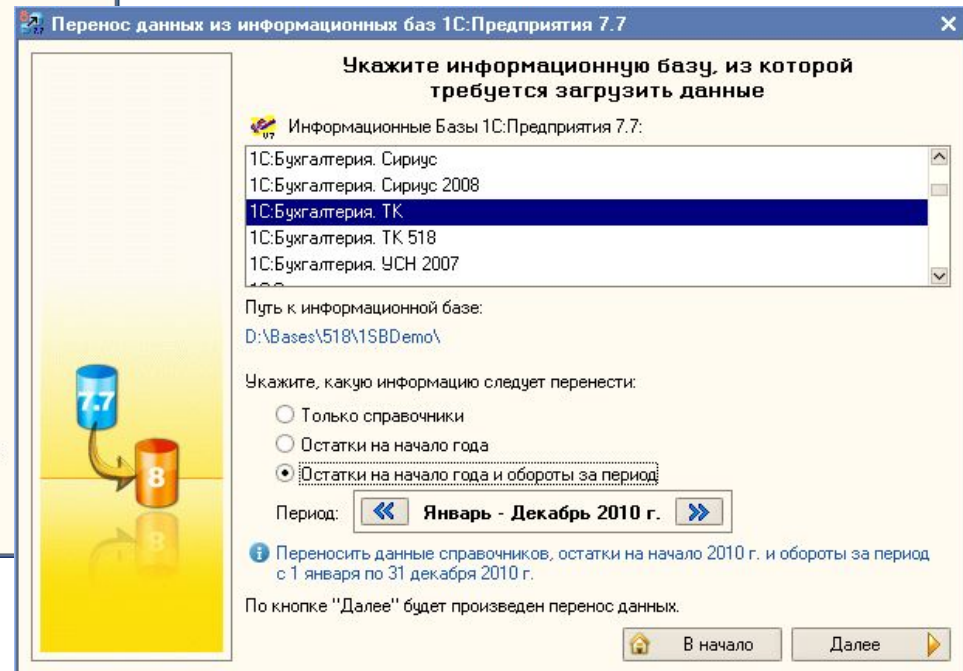 Перенос данных из информационных баз 1С:Предприятия 7.7
Укажите информационную базу, из которой
требуется загрузить данные
Информационные Базы 1С:Предприятия 7.7:
1С:Бухгалтерия. Сириус
1С:Бухгалтерия. Сириус 2008
1С:Бухгалтерия. ТК
1С:Бухгалтерия. ТК 518
1С:Бухгалтерия. УСН 2007
Путь к информационной базе:
D:\Bases\518\1SBDemo\
Укажите, какую информацию следует перенести:
Только справочники
Остатки на начало года
Остатки на начало года и обороты за период
Период: Январь - Декабрь 2010 г.
Переносить данные справочников, остатки на начало 2010 г. и обороты за период
с 1 января по 31 декабря 2010 г.
По кнопке "Далее" будет произведен перенос данных.
В начало Далее
7.7
8